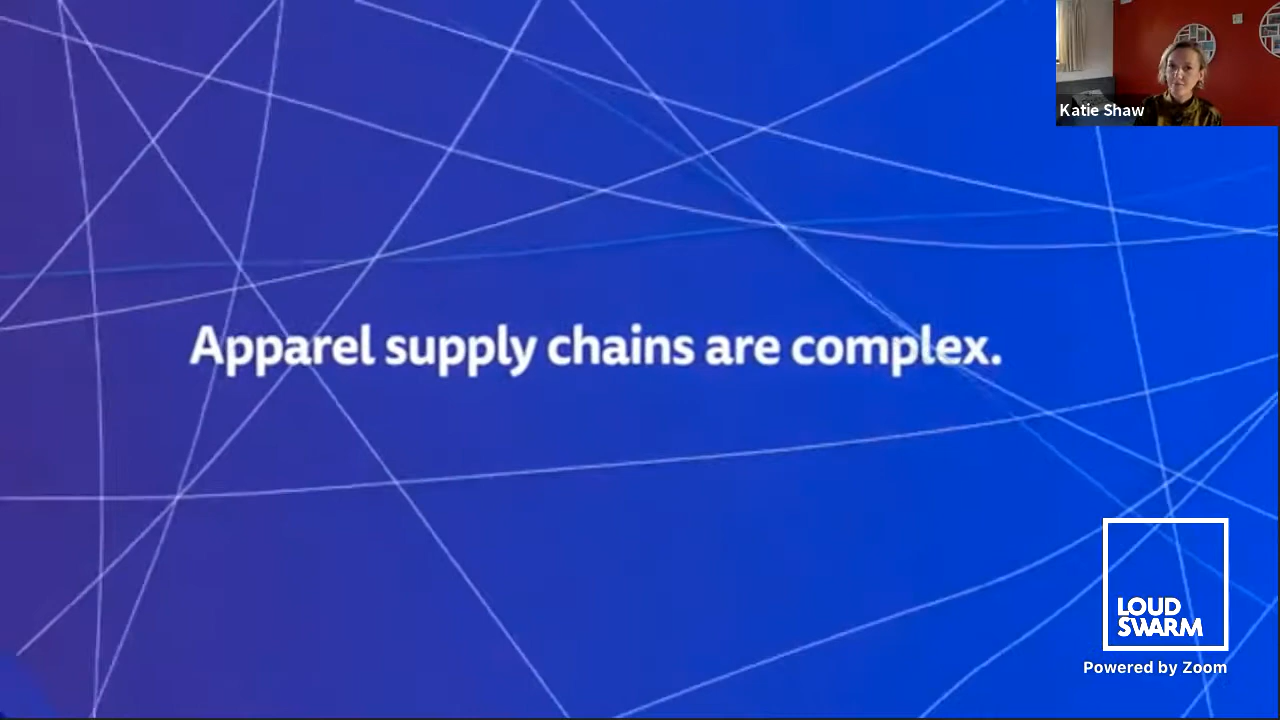 Katie Shaw
Apparel supply chains are complex.
LOUD
SWARM
Powered by Zoom